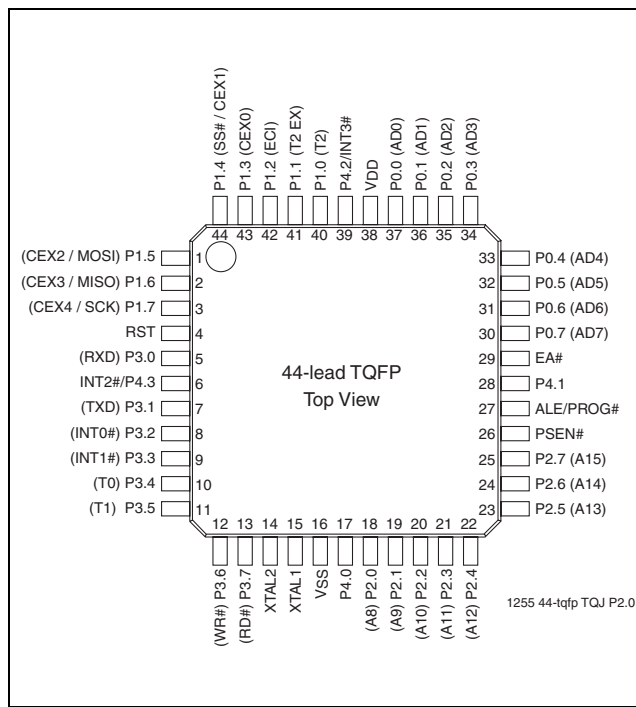 P1.4 (SS# / CEX1)
P1.3 (CEX0)
P1.2 (ECI)
P1.1 (T2 EX)
P1.0 (T2)
P4.2/INT3#
VDD
P0.0 (AD0)
P0.1 (AD1)
P0.2 (AD2)
P0.3 (AD3)
44 43 42 41 40 39 38 37 36 35 34
(CEX2 / MOSI) P1.5 1
(CEX3 / MISO) P1.6 2
(CEX4 / SCK) P1.7 3
RST 4
(RXD) P3.0 5
INT2#/P4.3 6
(TXD) P3.1 7
(INT0#) P3.2 8
(INT1#) P3.3 9
(T0) P3.4 10
(T1) P3.5 11
44-lead TQFP
Top View
33 P0.4 (AD4)
32 P0.5 (AD5)
31 P0.6 (AD6)
30 P0.7 (AD7)
29 EA#
28 P4.1
27 ALE/PROG#
26 PSEN#
25 P2.7 (A15)
24 P2.6 (A14)
23 P2.5 (A13)
12 13 14 15 16 17 18 19 20 21 22
(WR#) P3.6
(RD#) P3.7
XTAL2
XTAL1
VSS
P4.0
(A8) P2.0
(A9) P2.1
(A10) P2.2
(A11) P2.3
(A12) P2.4
1255 44-tqfp TQJ P2.0